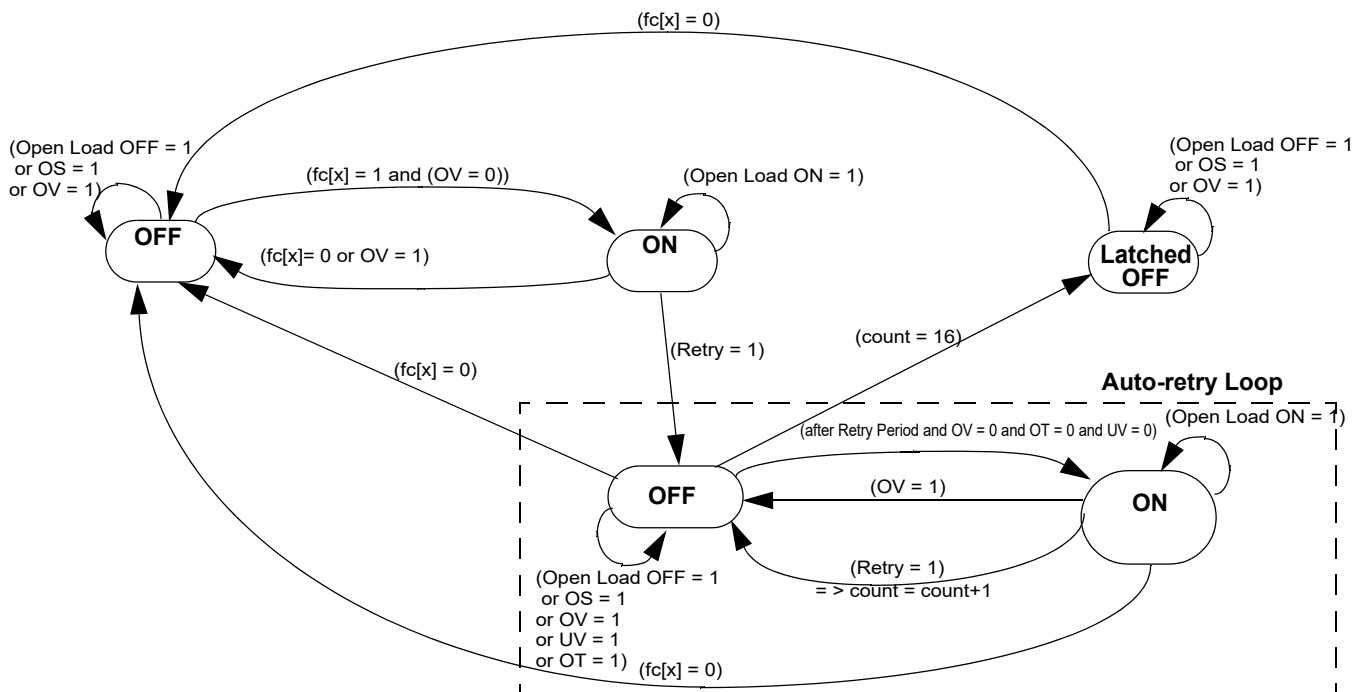 (fc[x] = 0)
(Open Load OFF = 1
or OS = 1
or OV = 1)
(fc[x] = 1 and (OV = 0))
(Open Load ON = 1)
(Open Load OFF = 1
or OS = 1
or OV = 1)
OFF
ON
(fc[x]= 0 or OV = 1)
Latched
OFF
(Retry = 1)
(count = 16)
(fc[x] = 0)
Auto-retry Loop
(Open Load ON = 1)
(after Retry Period and OV = 0 and OT = 0 and UV = 0)
OFF
(OV = 1)
ON
(Retry = 1)
= > count = count+1
(Open Load OFF = 1
or OS = 1
or OV = 1
or UV = 1
or OT = 1)
(fc[x] = 0)